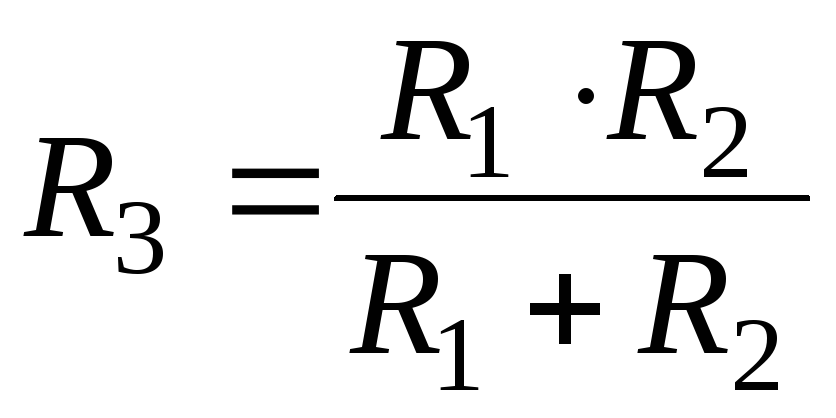 R₃ = (R₁ · R₂) / (R₁ + R₂)